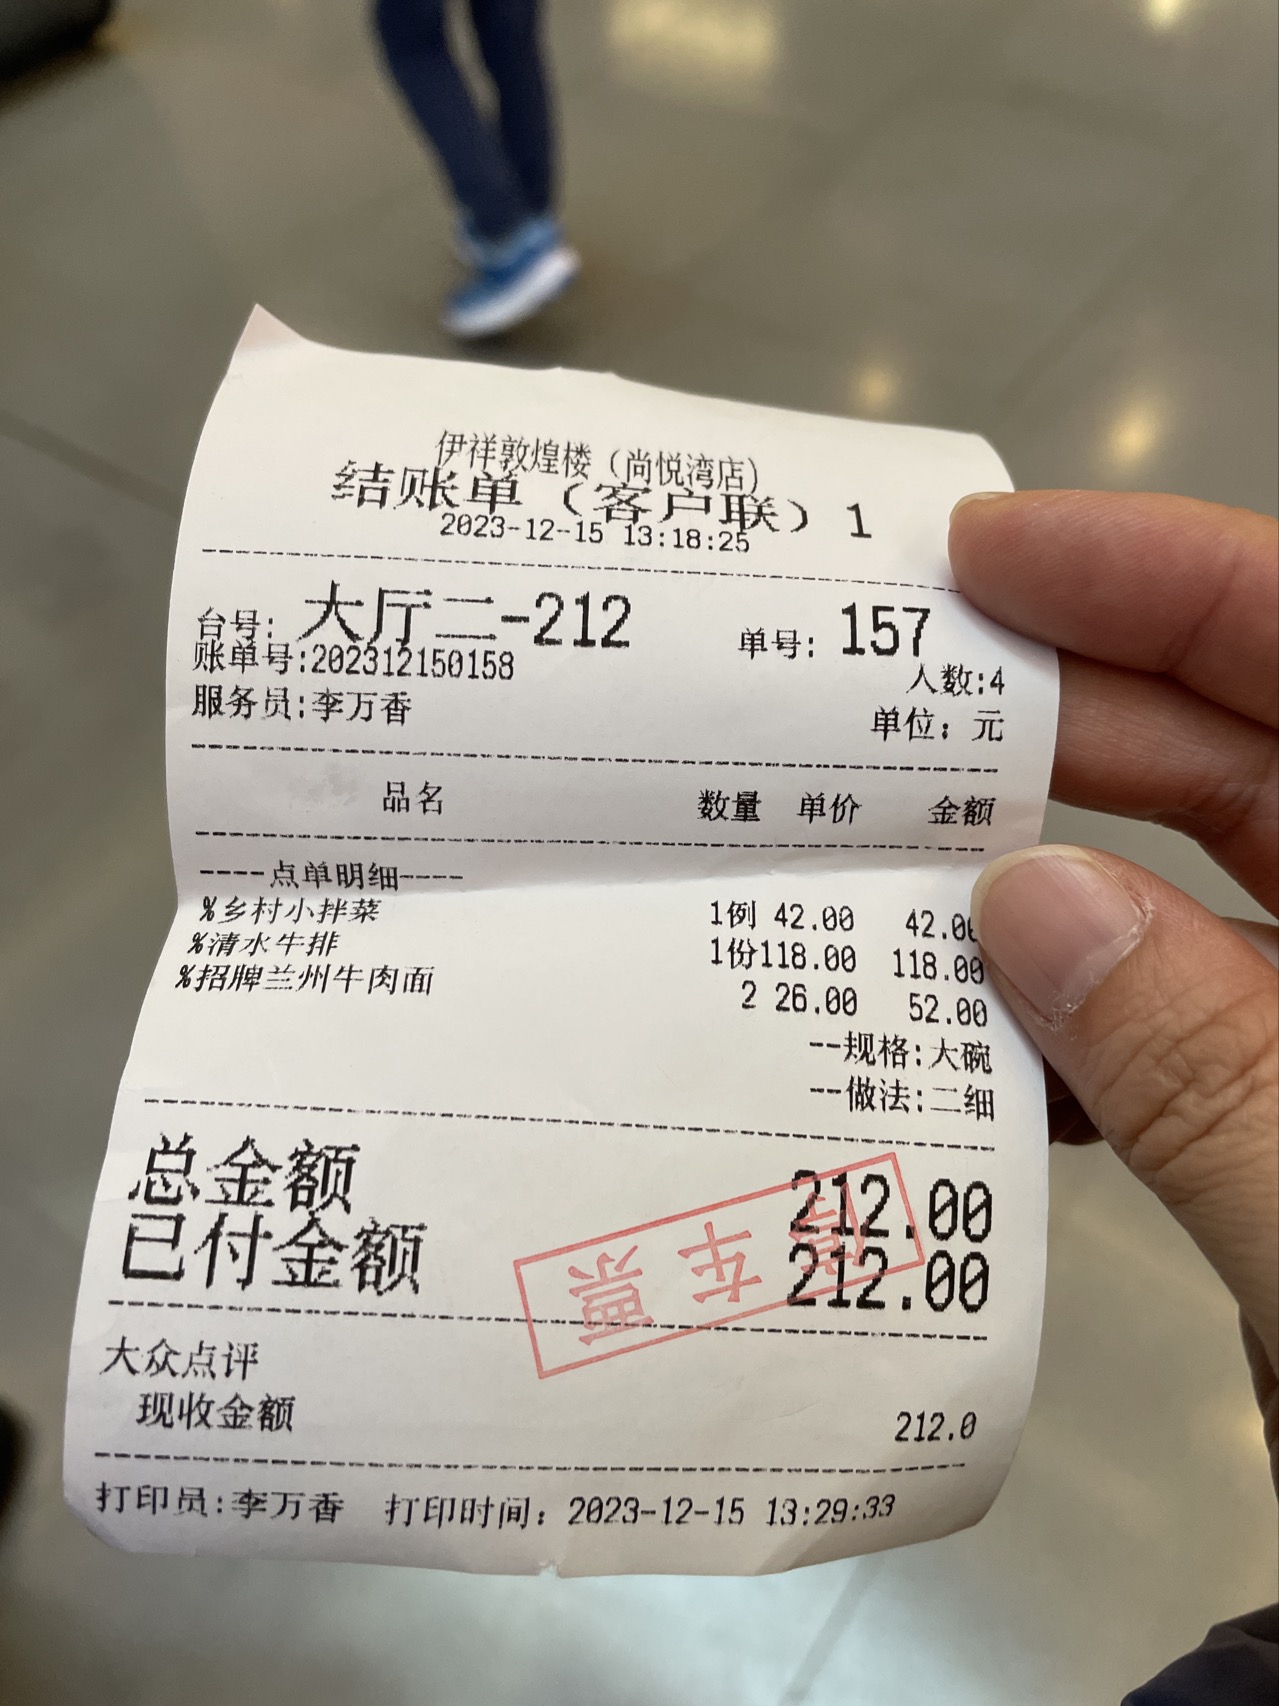 伊祥敦煌楼（尚悦湾店）
结账单（客户联）1
2023-12-15 13:18:25
台号: 大厅二-212 单号: 157
账单号:202312150158 人数:4
服务员:李万香 单位：元
品名 数量 单价 金额
----点单明细----
%乡村小拌菜 1例 42.00 42.00
%清水牛排 1份118.00 118.00
%招牌兰州牛肉面 2 26.00 52.00
--规格:大碗
--做法:二细
总金额 212.00
已付金额 212.00
停车票
大众点评
现收金额 212.0
打印员:李万香 打印时间：2023-12-15 13:29:33